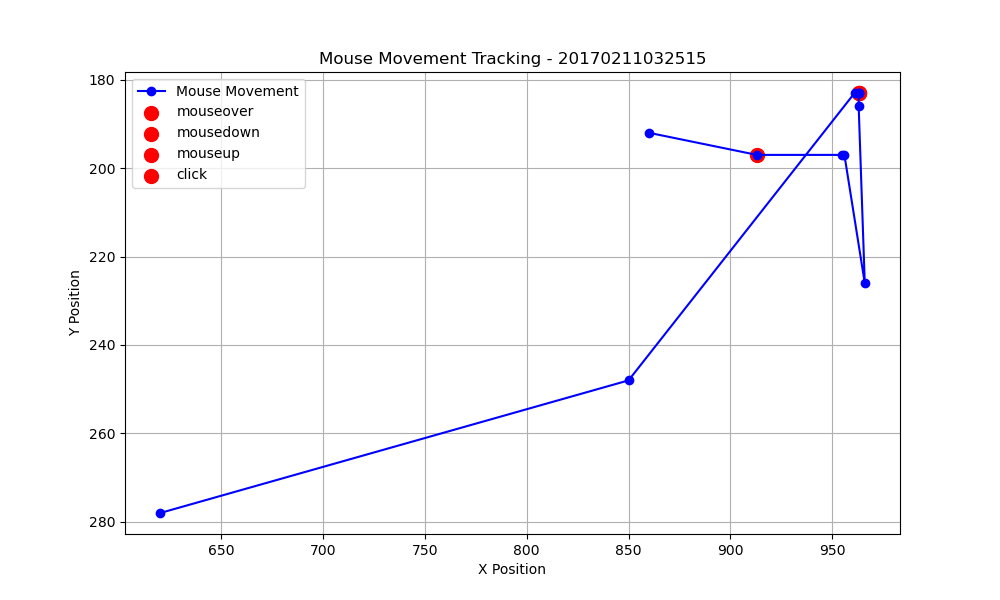 Mouse Movement Tracking - 20170211032515
Mouse Movement
mouseover
mousedown
mouseup
click
180
200
220
240
260
280
Y Position
650
700
750
800
850
900
950
X Position